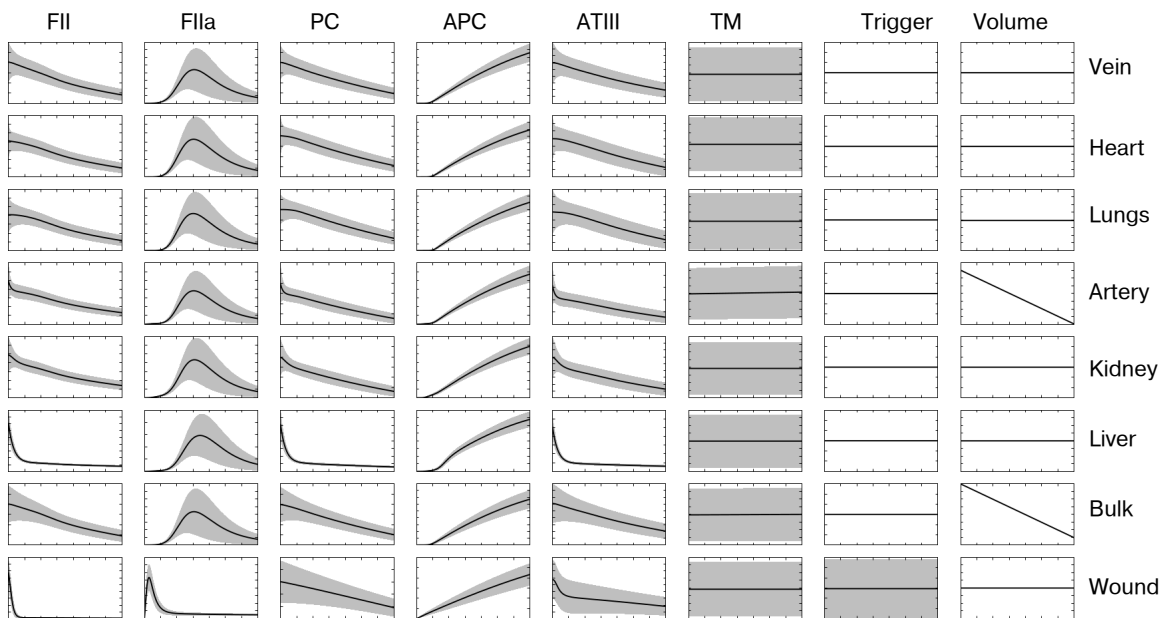 FII FIIa PC APC ATIII TM Trigger Volume
Vein
Heart
Lungs
Artery
Kidney
Liver
Bulk
Wound